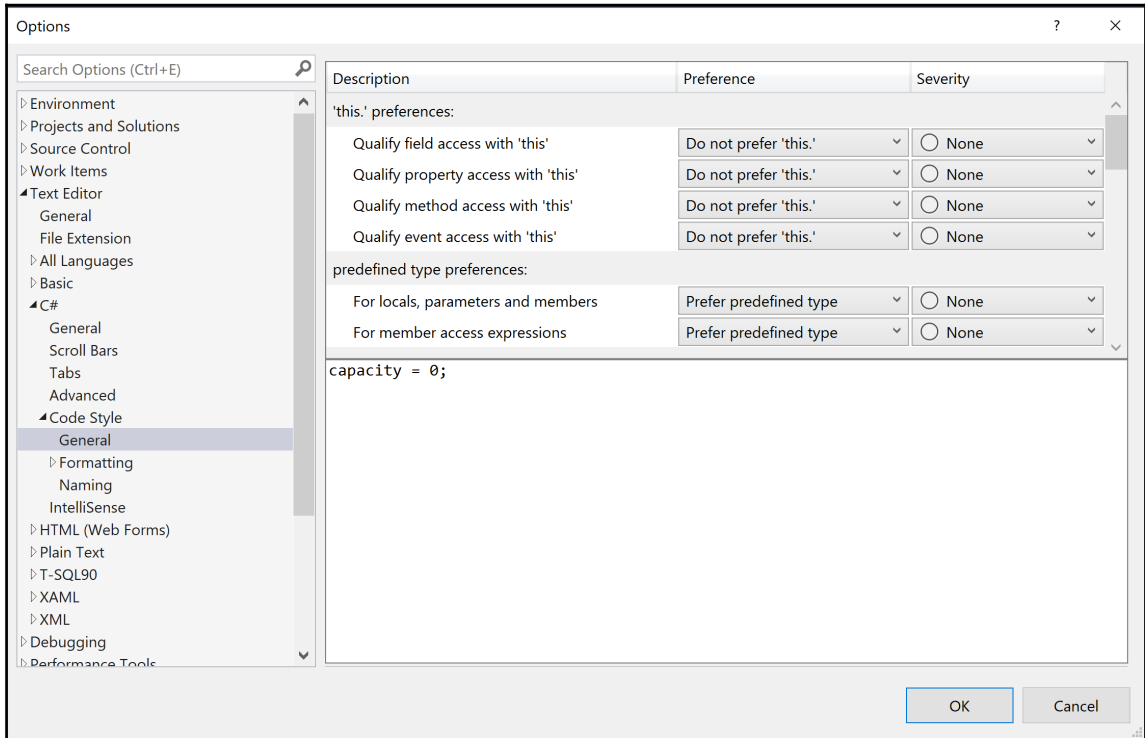 Options
?
Search Options (Ctrl+E)
Environment
Projects and Solutions
Source Control
Work Items
Text Editor
General
File Extension
All Languages
Basic
C#
General
Scroll Bars
Tabs
Advanced
Code Style
General
Formatting
Naming
IntelliSense
HTML (Web Forms)
Plain Text
T-SQL90
XAML
XML
Debugging
Performance Tools
Description Preference Severity
'this.' preferences:
Qualify field access with 'this' Do not prefer 'this.' None
Qualify property access with 'this' Do not prefer 'this.' None
Qualify method access with 'this' Do not prefer 'this.' None
Qualify event access with 'this' Do not prefer 'this.' None
predefined type preferences:
For locals, parameters and members Prefer predefined type None
For member access expressions Prefer predefined type None
capacity = 0;
OK Cancel